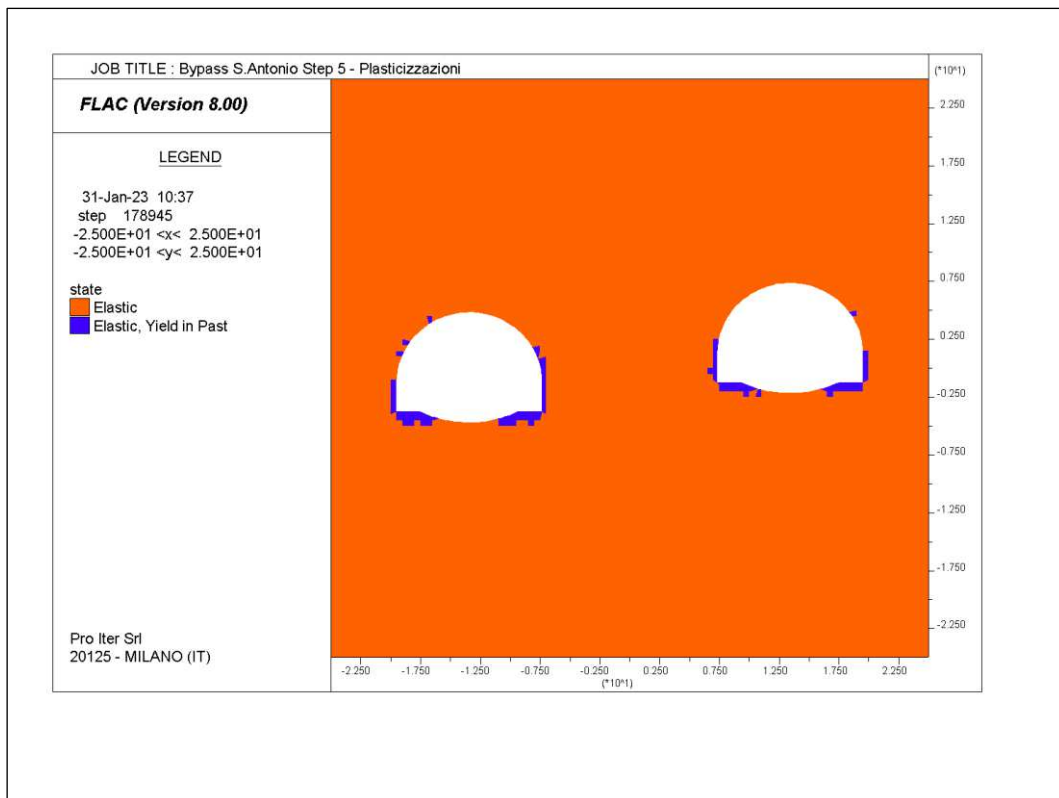 JOB TITLE : Bypass S.Antonio Step 5 - Plasticizzazioni
(*10^1)
FLAC (Version 8.00)
LEGEND
31-Jan-23 10:37
step 178945
-2.500E+01 <x< 2.500E+01
-2.500E+01 <y< 2.500E+01
state
Elastic
Elastic, Yield in Past
Pro Iter Srl
20125 - MILANO (IT)
2.250
1.750
1.250
0.750
0.250
-0.250
-0.750
-1.250
-1.750
-2.250
-2.250 -1.750 -1.250 -0.750 -0.250 0.250 0.750 1.250 1.750 2.250
(*10^1)